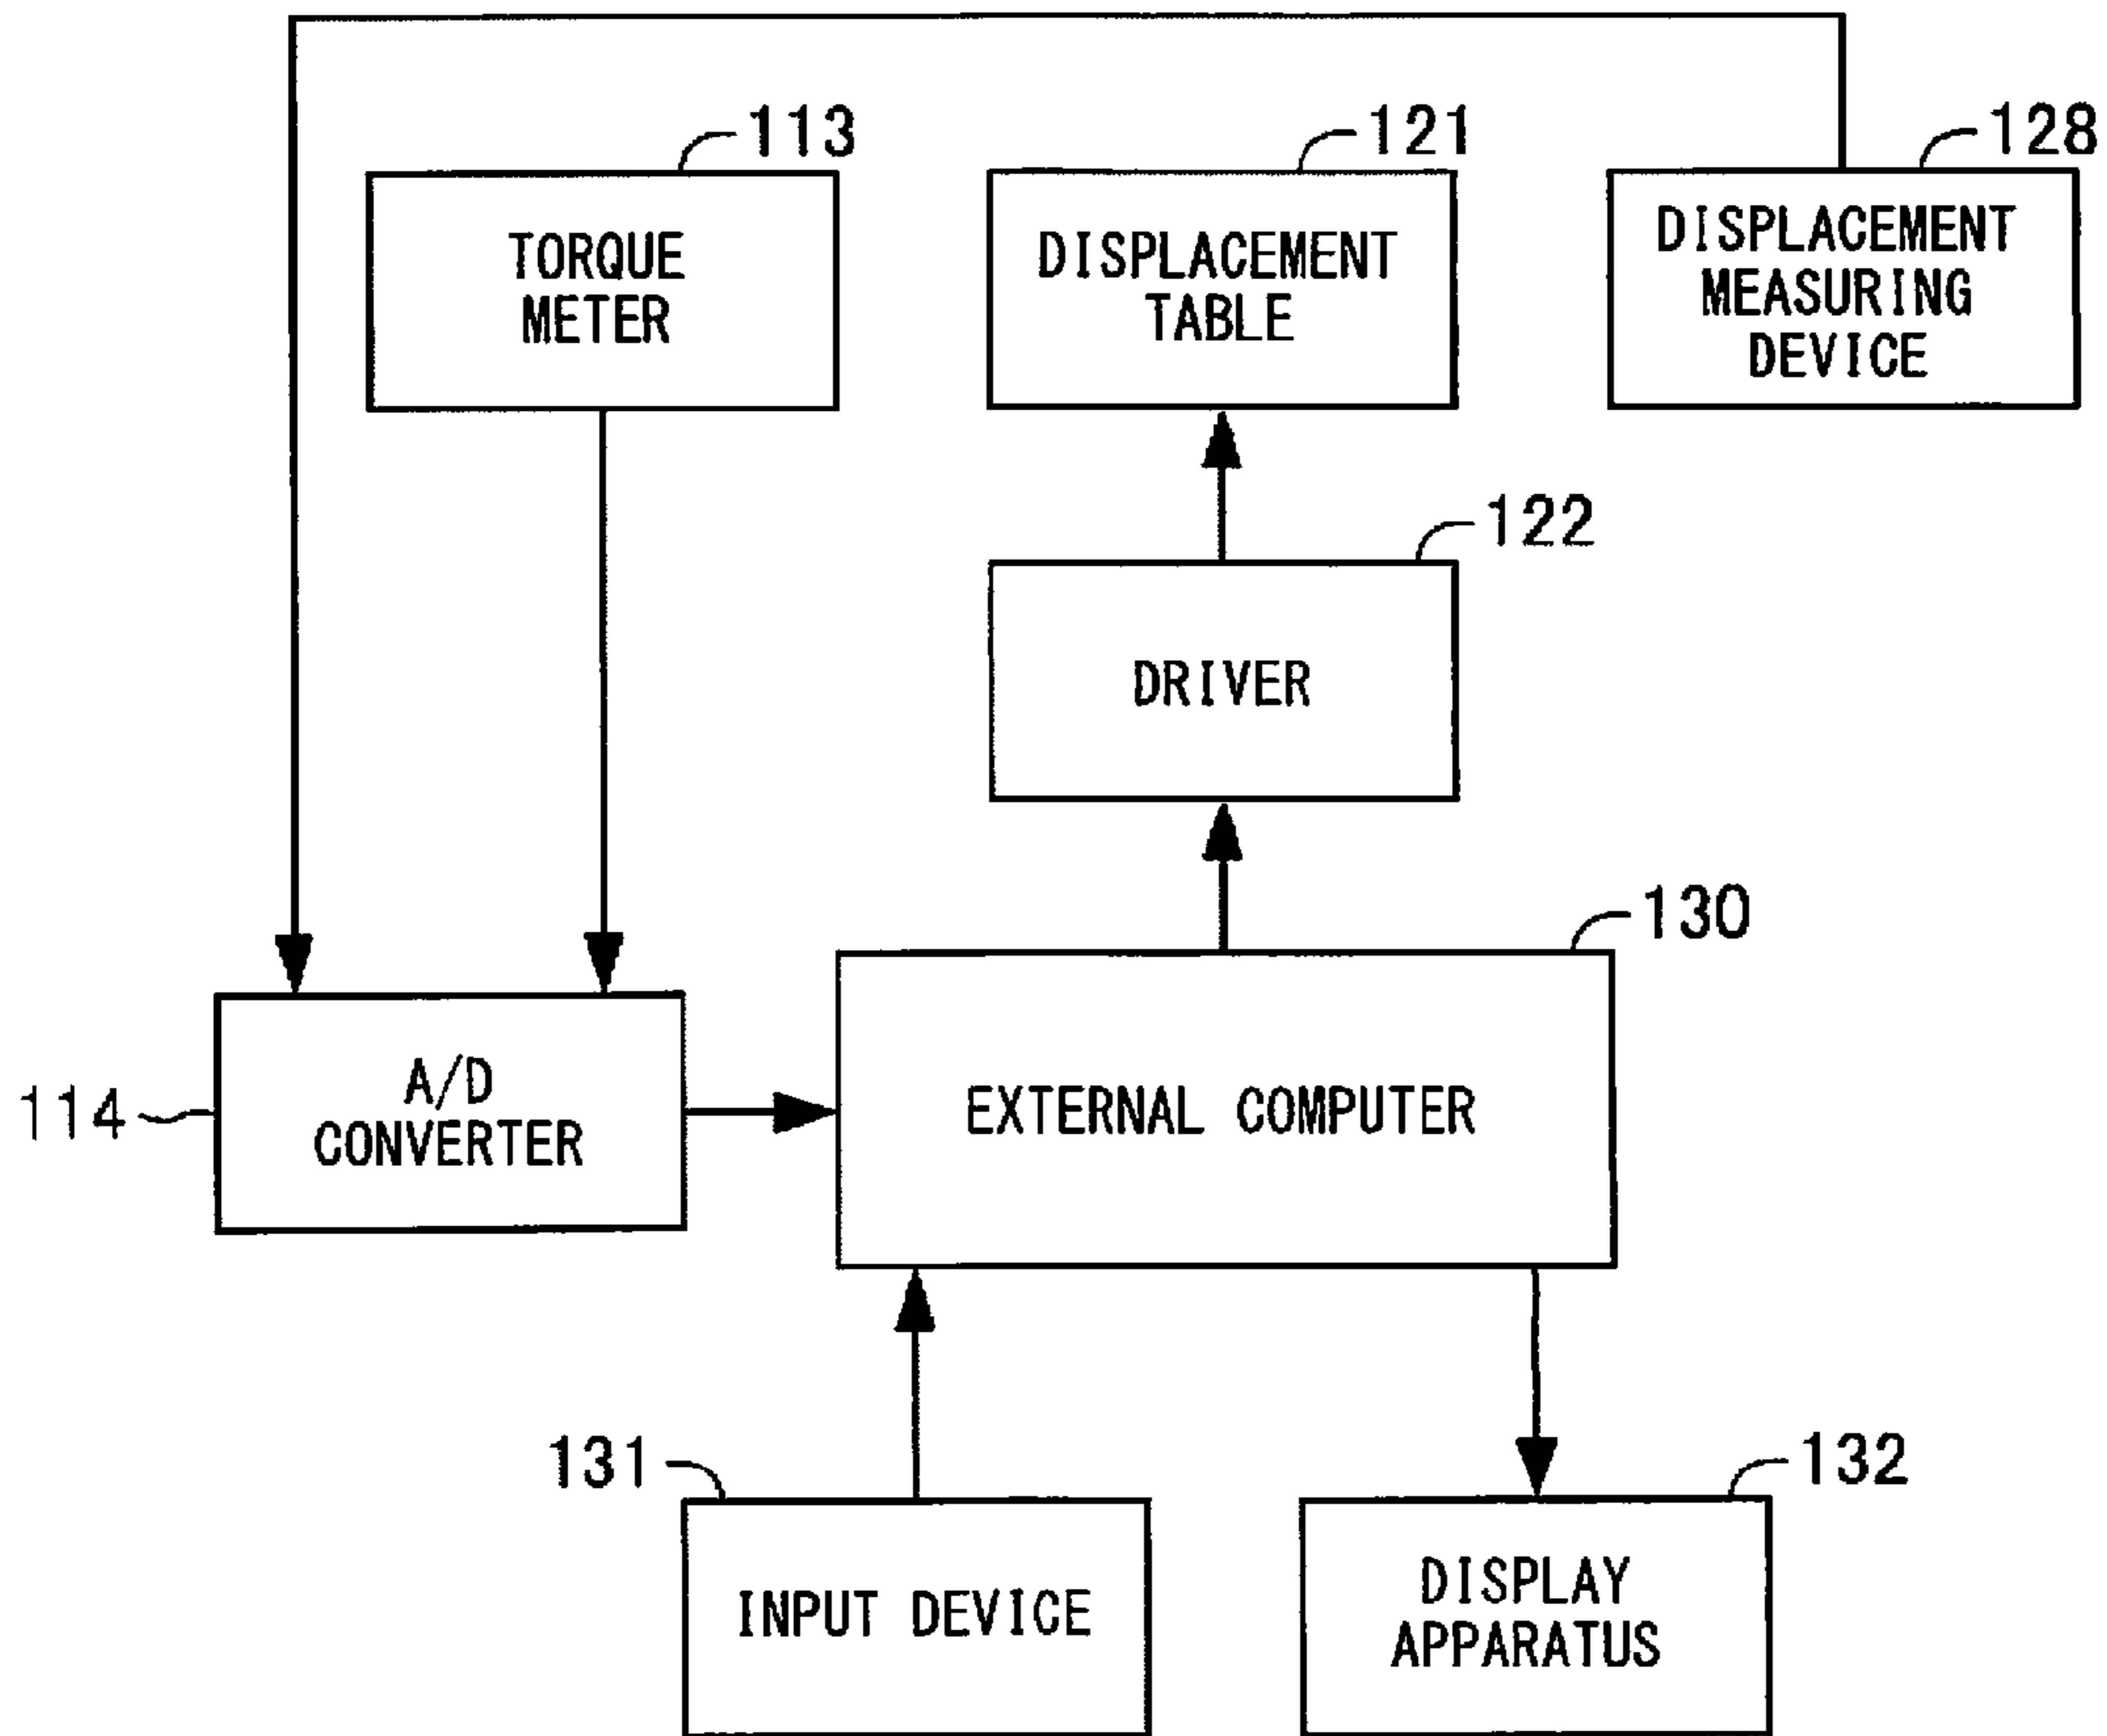 113
121
128
TORQUE
METER
DISPLACEMENT
TABLE
DISPLACEMENT
MEASURING
DEVICE
122
DRIVER
130
114
A/D
CONVERTER
EXTERNAL COMPUTER
131
132
INPUT DEVICE
DISPLAY
APPARATUS